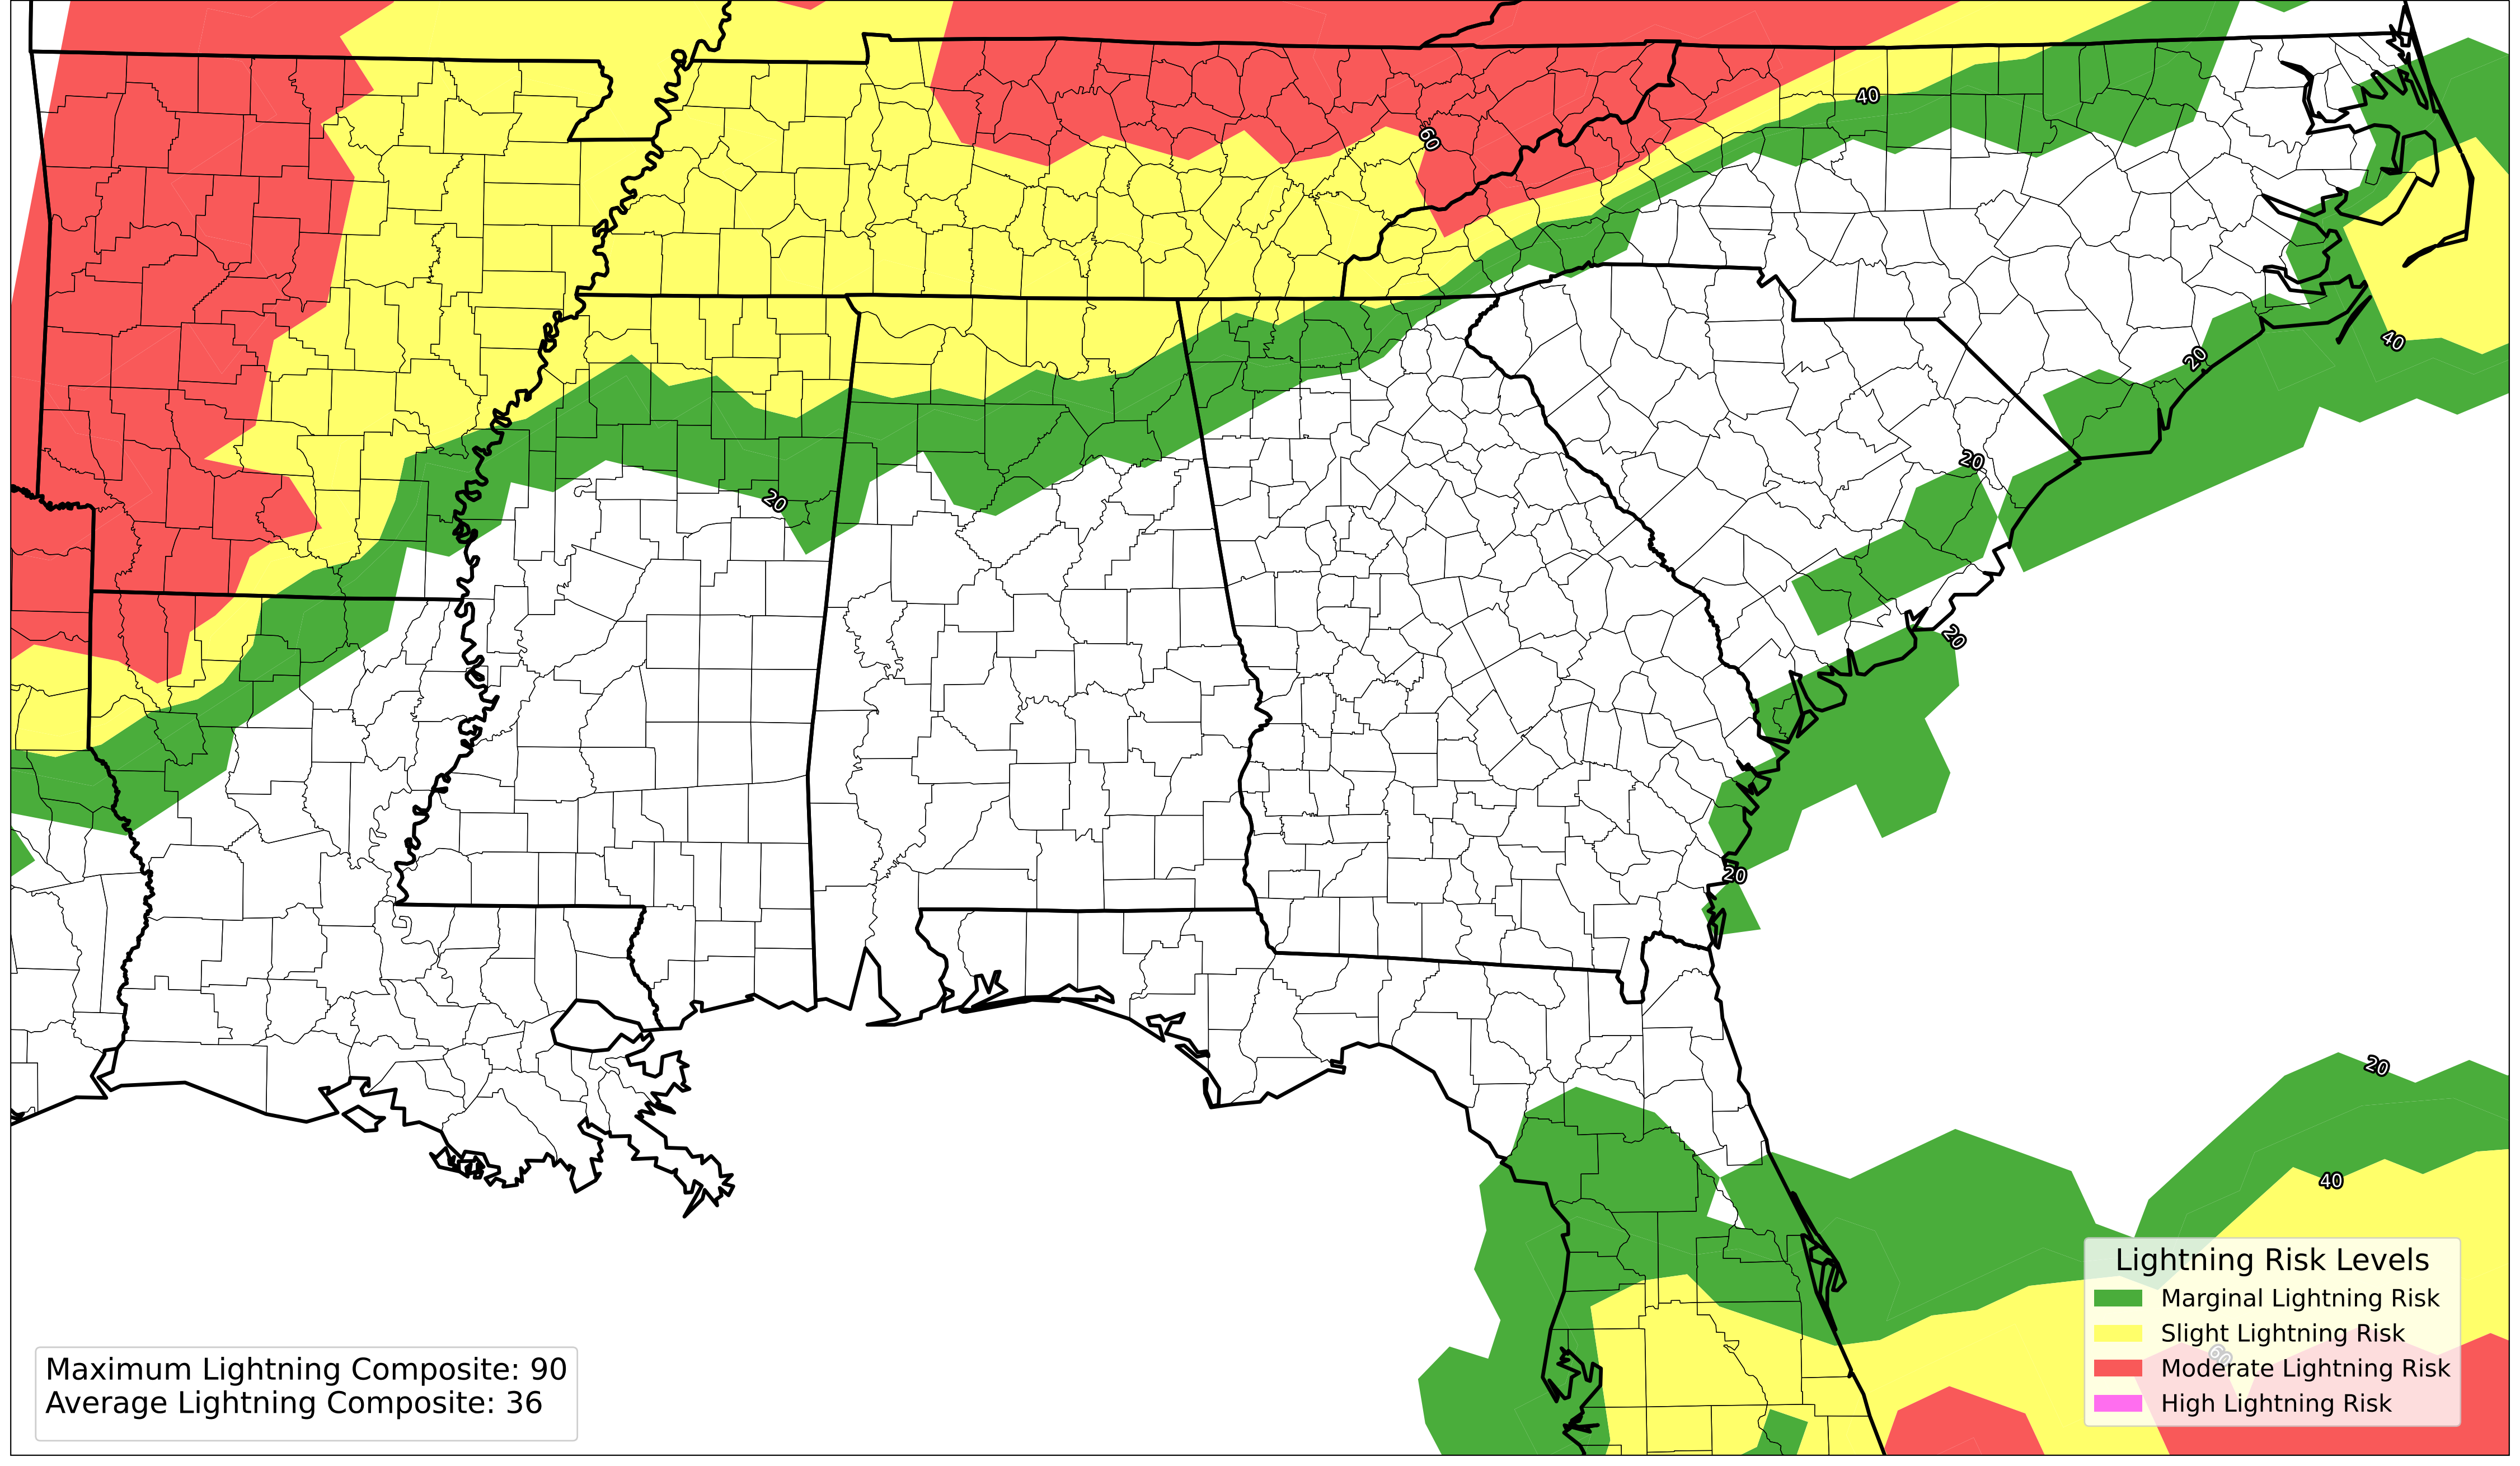 40
60
40
20
20
20
20
20
20
40
Lightning Risk Levels
Marginal Lightning Risk
Slight Lightning Risk
60
Moderate Lightning Risk
High Lightning Risk
Maximum Lightning Composite: 90
Average Lightning Composite: 36